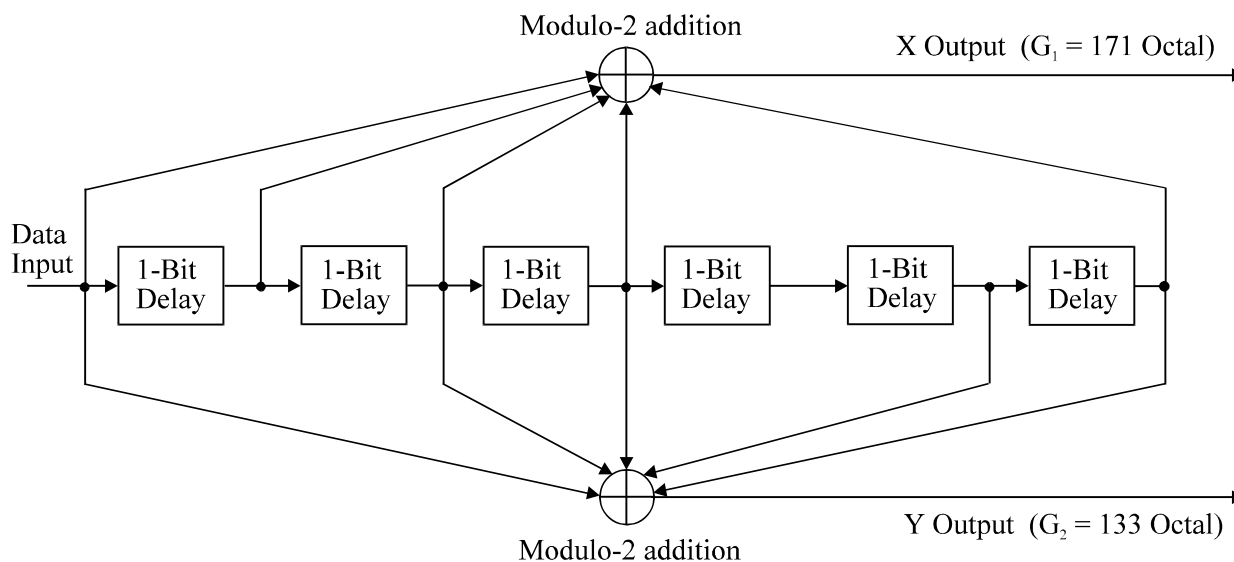 Modulo-2 addition
X Output (G₁ = 171 Octal)
Data
Input
1-Bit
Delay
1-Bit
Delay
1-Bit
Delay
1-Bit
Delay
1-Bit
Delay
1-Bit
Delay
Y Output (G₂ = 133 Octal)
Modulo-2 addition